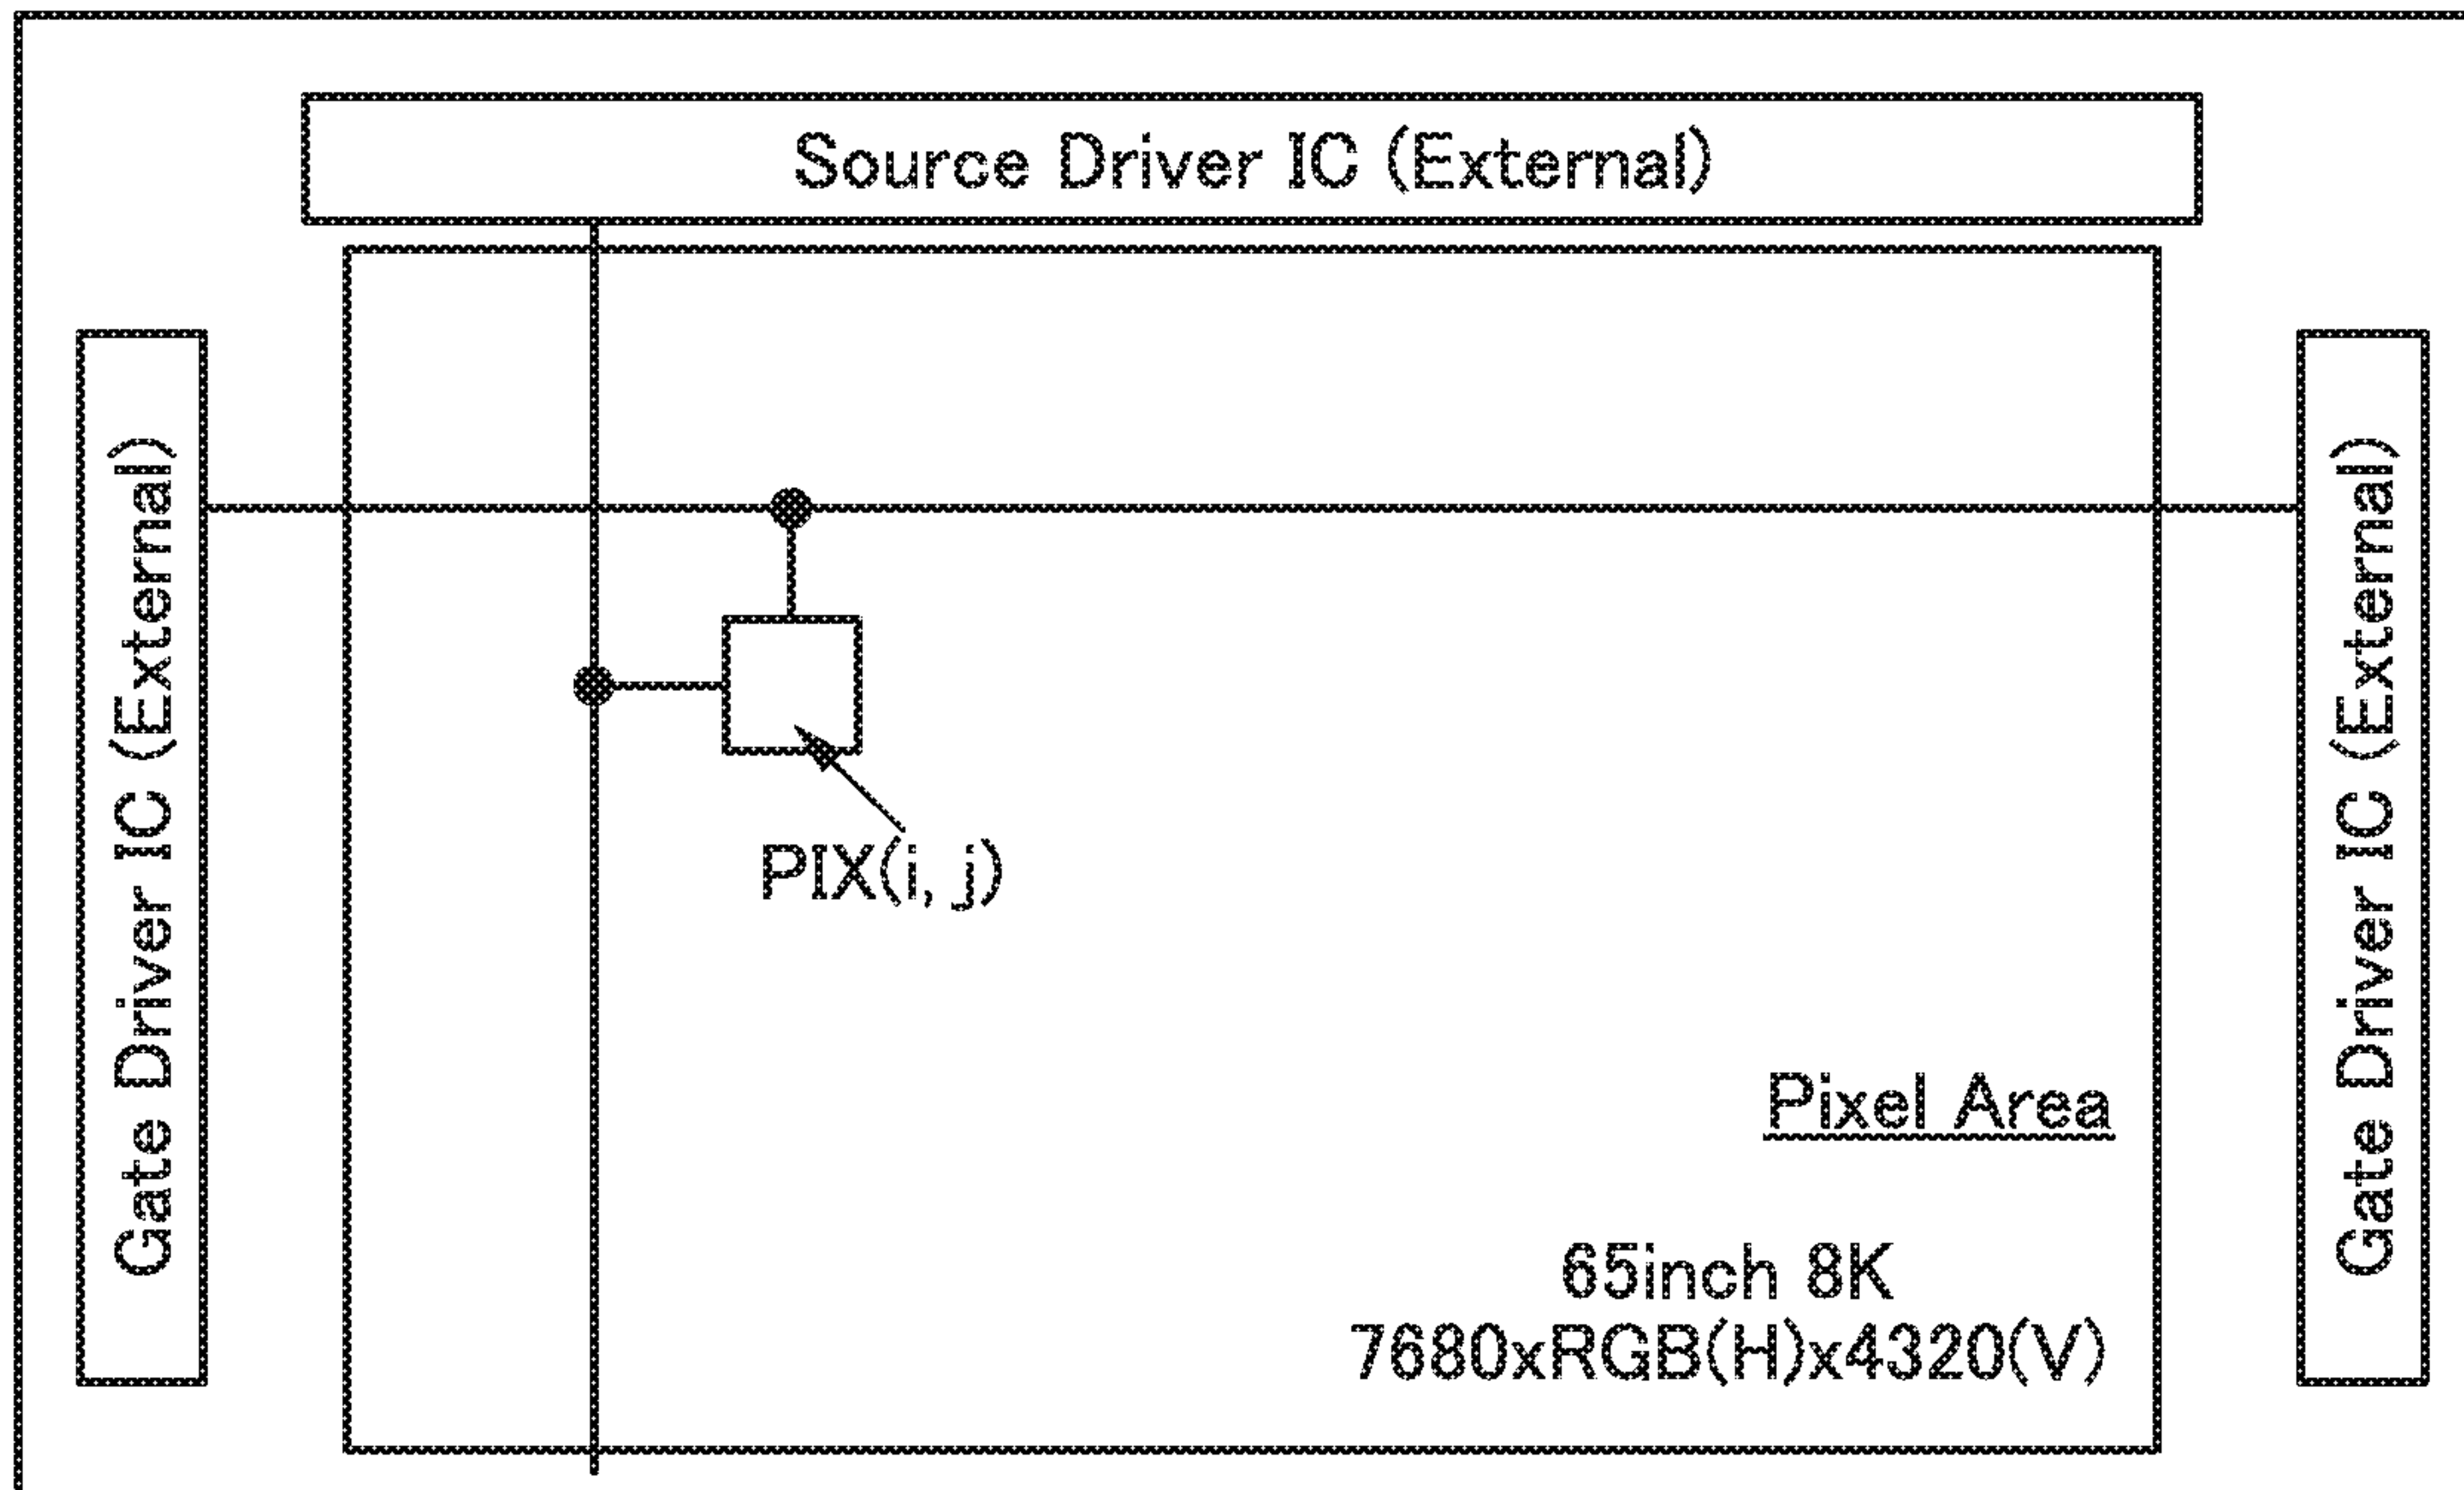 Source Driver IC (External)
Gate Driver IC (External)
Gate Driver IC (External)
PIX(i, j)
Pixel Area
65inch 8K
7680xRGB(H)x4320(V)